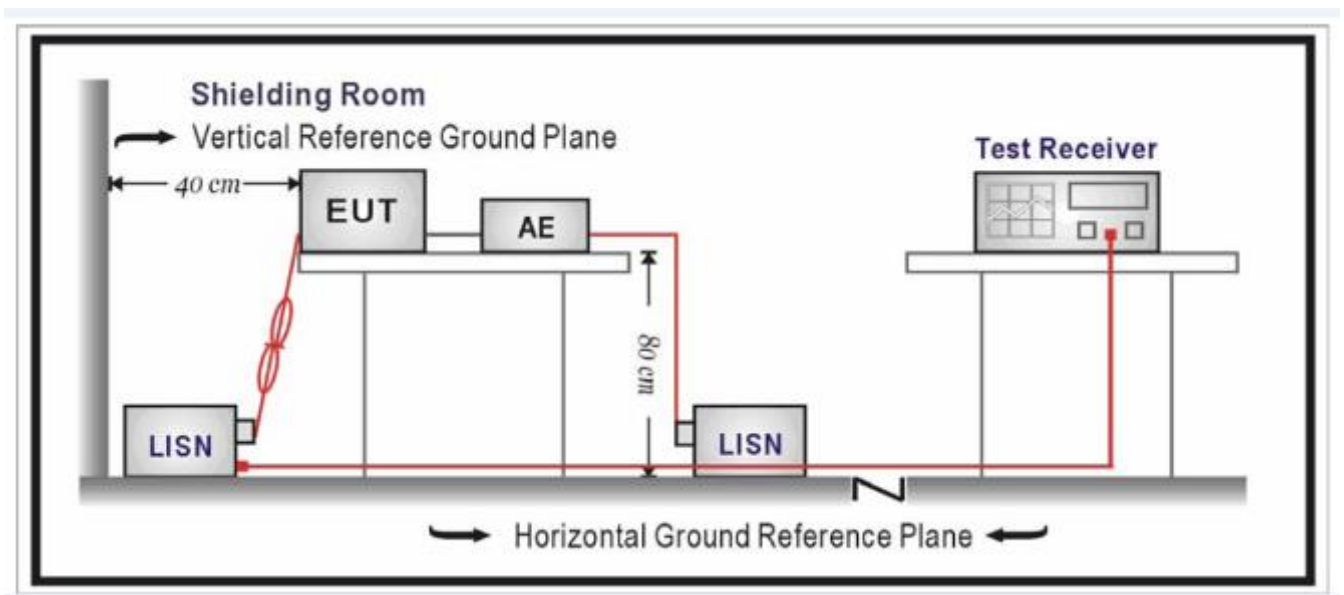 Shielding Room
Vertical Reference Ground Plane
40 cm
EUT
AE
Test Receiver
80 cm
LISN
LISN
Horizontal Ground Reference Plane